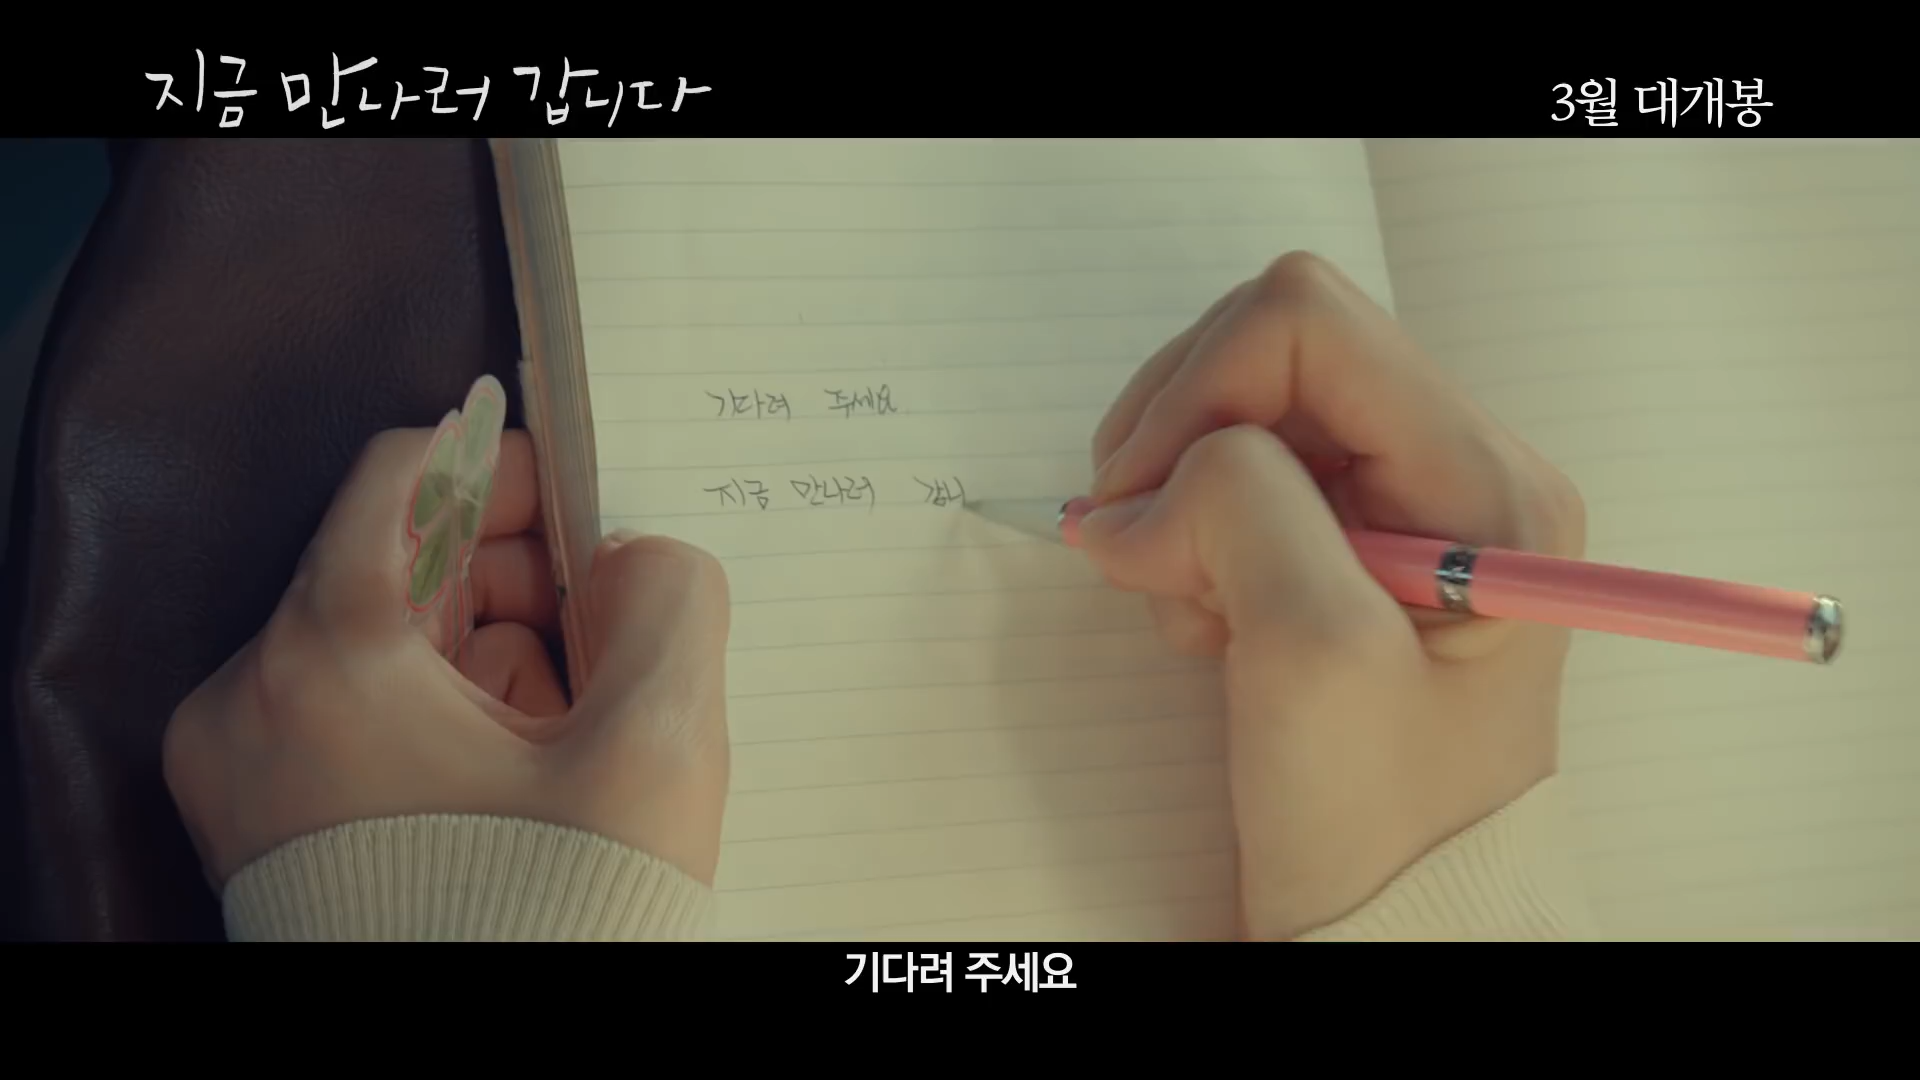 지금 만나러 갑니다
3월 대개봉
기다려 주세요.
지금 만나러 갑니
기다려 주세요